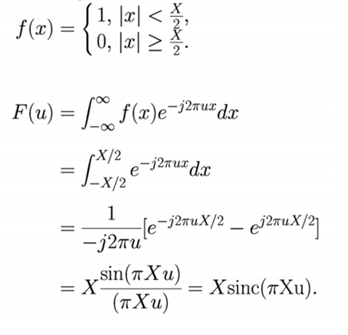 f(x) = { 1, |x| < X/2,
0, |x| ≥ X/2.
F(u) = ∫_{-∞}^{∞} f(x)e^{-j2πux}dx
= ∫_{-X/2}^{X/2} e^{-j2πux}dx
= 1/(-j2πu) [e^{-j2πuX/2} - e^{j2πuX/2}]
= X sin(πXu)/(πXu) = Xsinc(πXu).